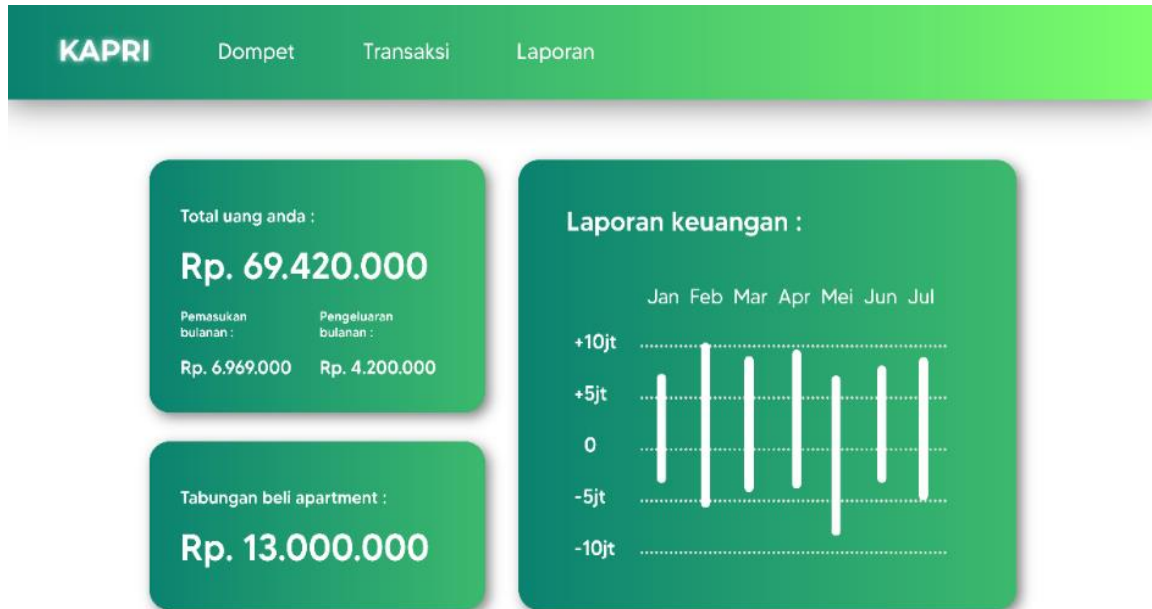 KAPRI Dompet Transaksi Laporan
Total uang anda :
Rp. 69.420.000
Pemasukan bulanan :
Rp. 6.969.000
Pengeluaran bulanan :
Rp. 4.200.000
Tabungan beli apartment :
Rp. 13.000.000
Laporan keuangan :
Jan Feb Mar Apr Mei Jun Jul
+10jt
+5jt
0
-5jt
-10jt